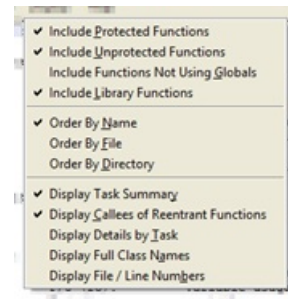 Include Protected Functions
Include Unprotected Functions
Include Functions Not Using Globals
Include Library Functions
Order By Name
Order By File
Order By Directory
Display Task Summary
Display Callees of Reentrant Functions
Display Details by Task
Display Full Class Names
Display File / Line Numbers